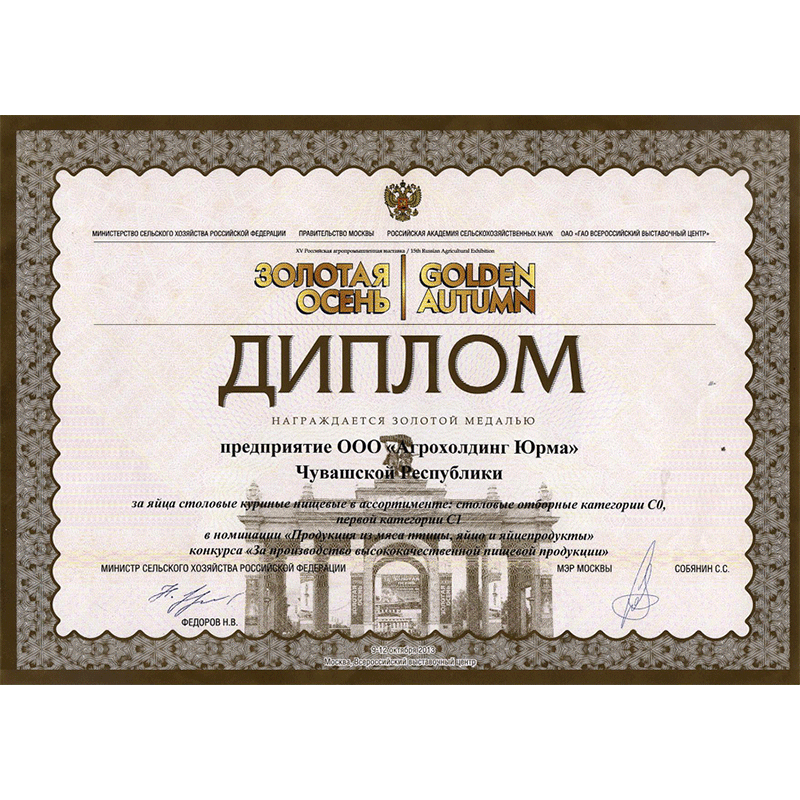 МИНИСТЕРСТВО СЕЛЬСКОГО ХОЗЯЙСТВА РОССИЙСКОЙ ФЕДЕРАЦИИ ПРАВИТЕЛЬСТВО МОСКВЫ РОССИЙСКАЯ АКАДЕМИЯ СЕЛЬСКОХОЗЯЙСТВЕННЫХ НАУК ОАО «ГАО ВСЕРОССИЙСКИЙ ВЫСТАВОЧНЫЙ ЦЕНТР»
XV Российская агропромышленная выставка / 15th Russian Agricultural Exhibition
ЗОЛОТАЯ ОСЕНЬ
GOLDEN AUTUMN
ДИПЛОМ
НАГРАЖДАЕТСЯ ЗОЛОТОЙ МЕДАЛЬЮ
предприятие ООО «Агрохолдинг Юрма»
Чувашской Республики
за яйца столовые куриные пищевые в ассортименте: столовые отборные категории С0,
первой категории С1
в номинации «Продукция из мяса птицы, яйцо и яйцепродукты»
конкурса «За производство высококачественной пищевой продукции»
МИНИСТР СЕЛЬСКОГО ХОЗЯЙСТВА РОССИЙСКОЙ ФЕДЕРАЦИИ
МЭР МОСКВЫ СОБЯНИН С.С.
ФЕДОРОВ Н.В.
9-12 октября 2013
Москва, Всероссийский выставочный центр